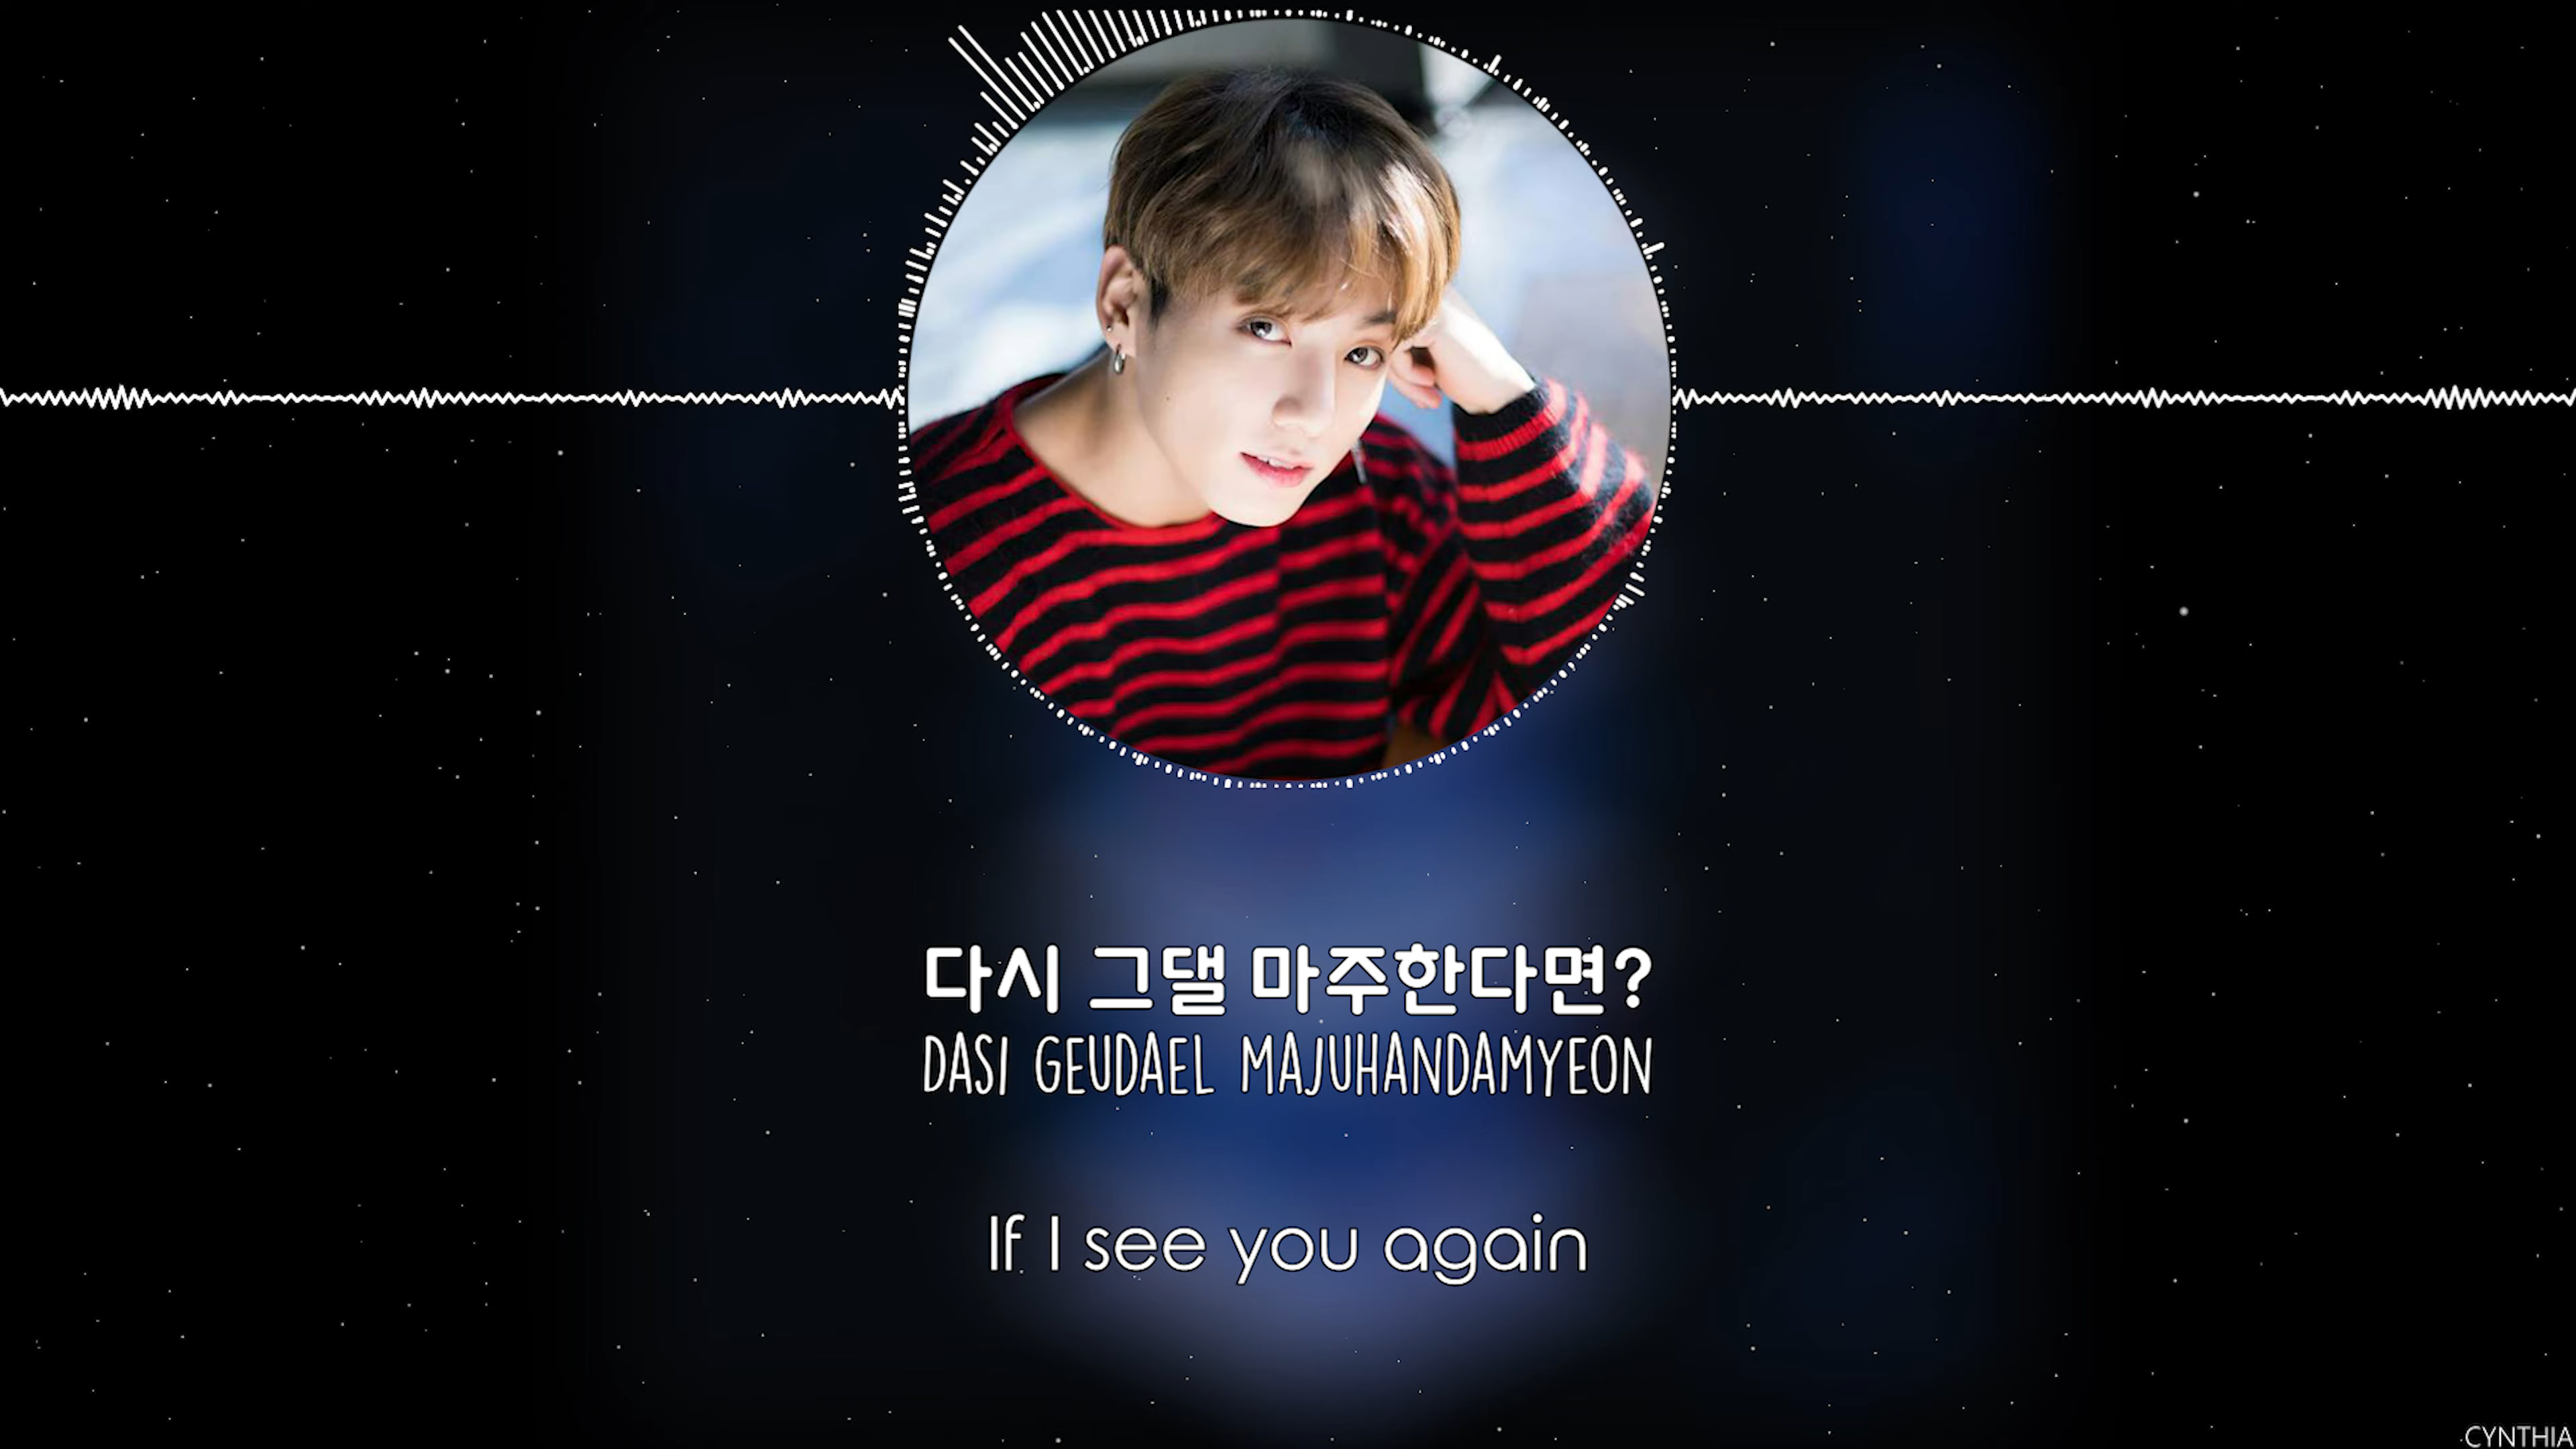 다시 그댈 마주한다면?
DASI GEUDAEL MAJUHANDAMYEON
If I see you again
CYNTHIA